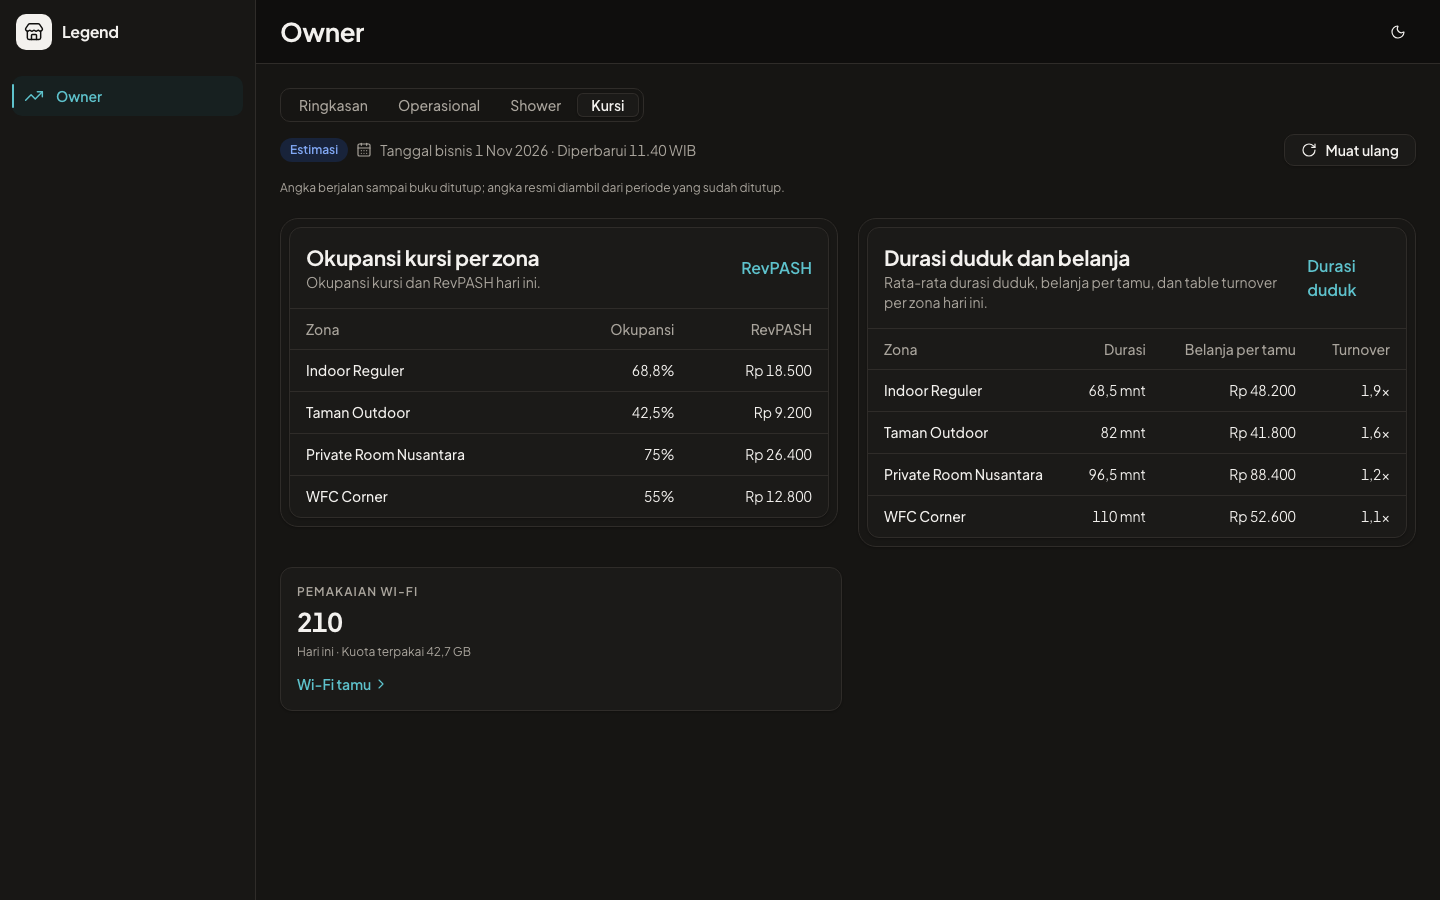 Legend
Owner
Owner
Ringkasan
Operasional
Shower
Kursi
Estimasi
Tanggal bisnis 1 Nov 2026 · Diperbarui 11.40 WIB
Muat ulang
Angka berjalan sampai buku ditutup; angka resmi diambil dari periode yang sudah ditutup.
Okupansi kursi per zona
Okupansi kursi dan RevPASH hari ini.
RevPASH
Zona Okupansi RevPASH
Indoor Reguler 68,8% Rp 18.500
Taman Outdoor 42,5% Rp 9.200
Private Room Nusantara 75% Rp 26.400
WFC Corner 55% Rp 12.800
Durasi duduk dan belanja
Rata-rata durasi duduk, belanja per tamu, dan table turnover
per zona hari ini.
Durasi
duduk
Zona Durasi Belanja per tamu Turnover
Indoor Reguler 68,5 mnt Rp 48.200 1,9×
Taman Outdoor 82 mnt Rp 41.800 1,6×
Private Room Nusantara 96,5 mnt Rp 88.400 1,2×
WFC Corner 110 mnt Rp 52.600 1,1×
PEMAKAIAN WI-FI
210
Hari ini · Kuota terpakai 42,7 GB
Wi-Fi tamu